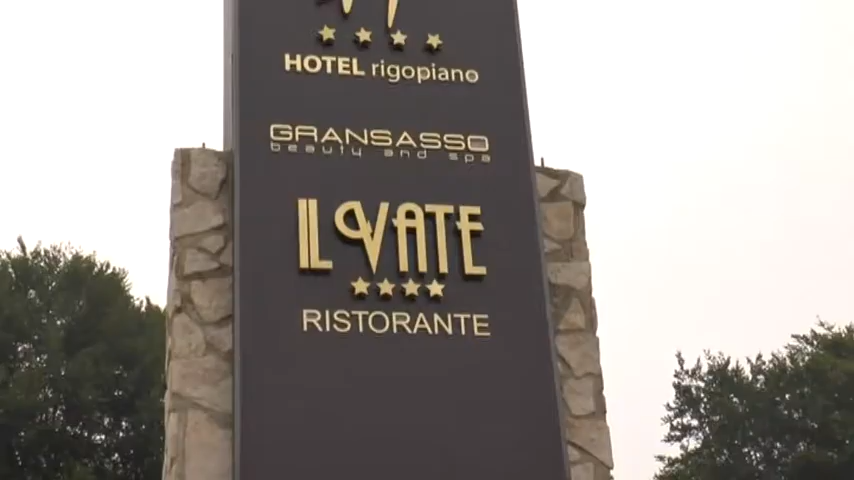 HOTEL rigopiano
GRANSASSO
beauty and spa
IL VATE
RISTORANTE